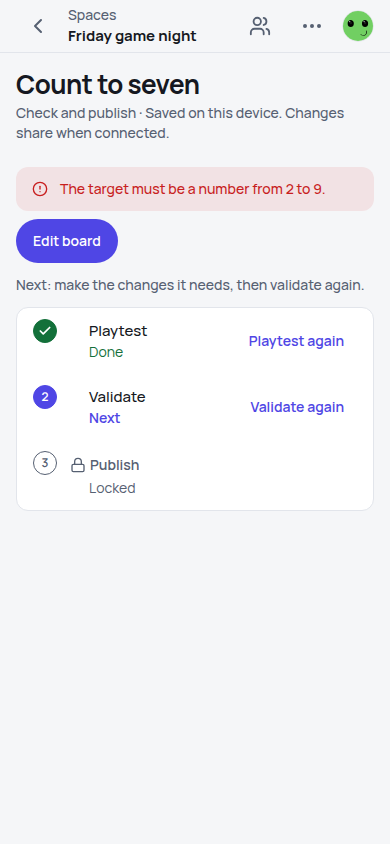 Spaces
Friday game night
Count to seven
Check and publish · Saved on this device. Changes
share when connected.
The target must be a number from 2 to 9.
Edit board
Next: make the changes it needs, then validate again.
Playtest
Done
Playtest again
2
Validate
Next
Validate again
3
Publish
Locked